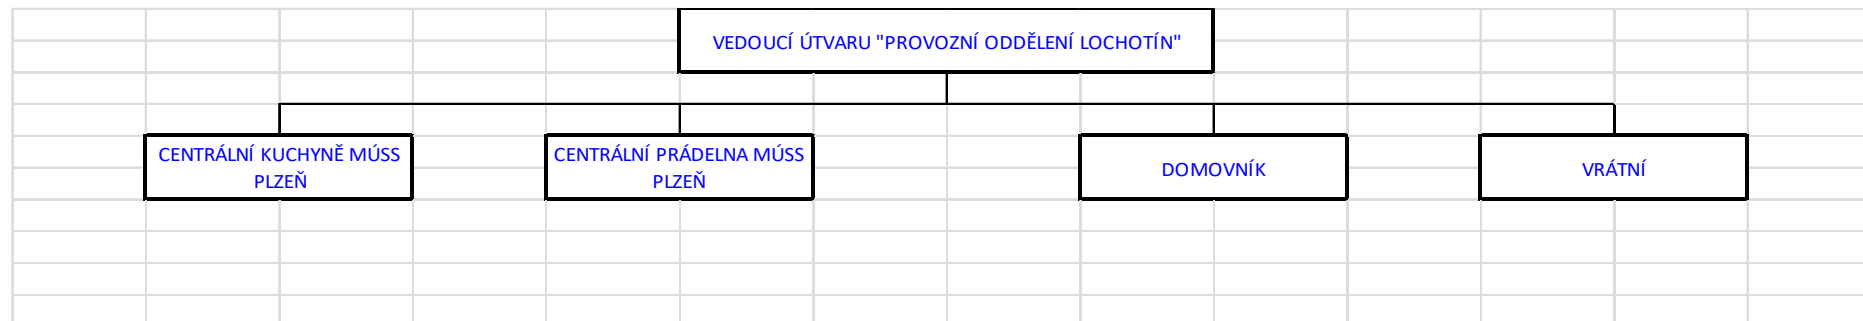 VEDOUCÍ ÚTVARU "PROVOZNÍ ODDĚLENÍ LOCHOTÍN"
CENTRÁLNÍ KUCHYNĚ MÚSS
PLZEŇ
CENTRÁLNÍ PRÁDELNA MÚSS
PLZEŇ
DOMOVNÍK
VRÁTNÍ